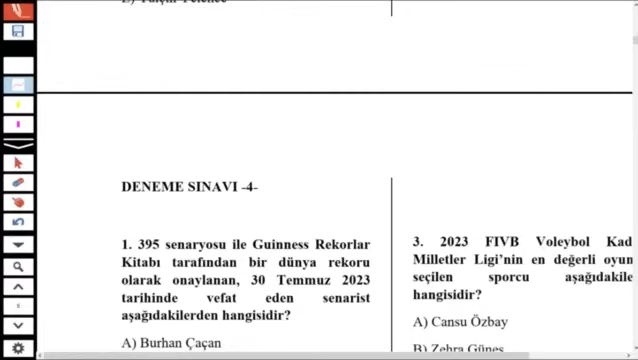 DENEME SINAVI -4-
1. 395 senaryosu ile Guinness Rekorlar
Kitabı tarafından bir dünya rekoru
olarak onaylanan, 30 Temmuz 2023
tarihinde vefat eden senarist
aşağıdakilerden hangisidir?
A) Burhan Çaçan
3. 2023 FIVB Voleybol Kad
Milletler Ligi'nin en değerli oyun
seçilen sporcu aşağıdakile
hangisidir?
A) Cansu Özbay
B) Zehra Güneş